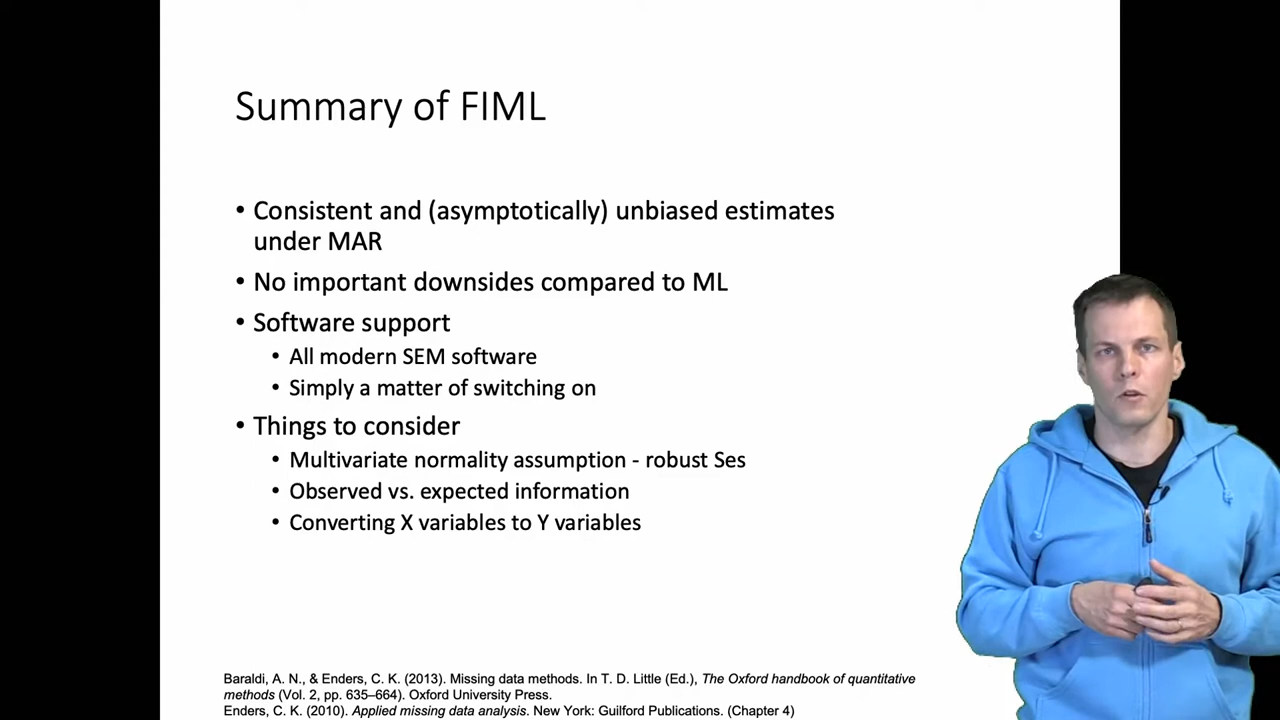 Summary of FIML
• Consistent and (asymptotically) unbiased estimates
under MAR
• No important downsides compared to ML
• Software support
• All modern SEM software
• Simply a matter of switching on
• Things to consider
• Multivariate normality assumption - robust Ses
• Observed vs. expected information
• Converting X variables to Y variables
Baraldi, A. N., & Enders, C. K. (2013). Missing data methods. In T. D. Little (Ed.), The Oxford handbook of quantitative
methods (Vol. 2, pp. 635–664). Oxford University Press.
Enders, C. K. (2010). Applied missing data analysis. New York: Guilford Publications. (Chapter 4)